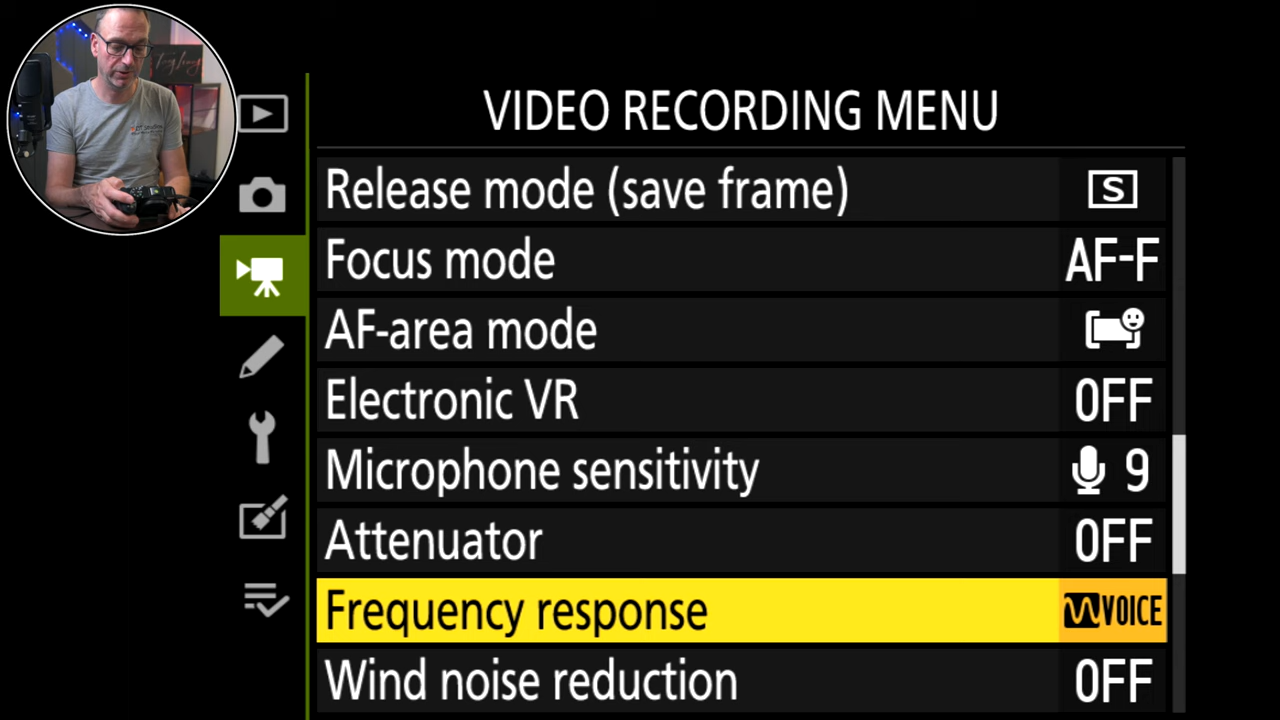 VIDEO RECORDING MENU
Release mode (save frame) S
Focus mode AF-F
AF-area mode
Electronic VR OFF
Microphone sensitivity 9
Attenuator OFF
Frequency response VOICE
Wind noise reduction OFF